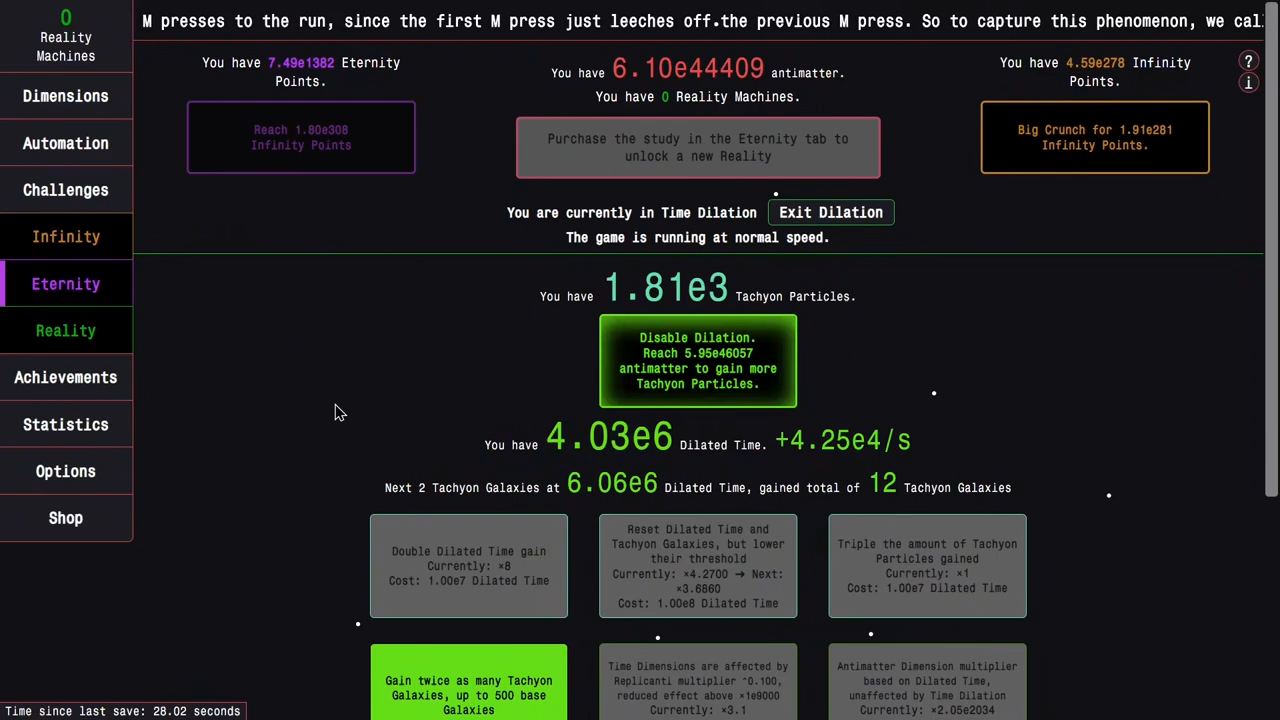 M presses to the run, since the first M press just leeches off.the previous M press. So to capture this phenomenon, we cal
0
Reality
Machines
Dimensions
Automation
Challenges
Infinity
Eternity
Reality
Achievements
Statistics
Options
Shop
You have 7.49e1382 Eternity
Points.
Reach 1.80e308
Infinity Points
You have 6.10e44409 antimatter.
You have 0 Reality Machines.
Purchase the study in the Eternity tab to
unlock a new Reality
You have 4.59e278 Infinity
Points.
Big Crunch for 1.91e281
Infinity Points.
?
i
You are currently in Time Dilation Exit Dilation
The game is running at normal speed.
You have 1.81e3 Tachyon Particles.
Disable Dilation.
Reach 5.95e46057
antimatter to gain more
Tachyon Particles.
You have 4.03e6 Dilated Time. +4.25e4/s
Next 2 Tachyon Galaxies at 6.06e6 Dilated Time, gained total of 12 Tachyon Galaxies
Double Dilated Time gain
Currently: ×8
Cost: 1.00e7 Dilated Time
Reset Dilated Time and
Tachyon Galaxies, but lower
their threshold
Currently: ×4.2700 → Next:
×3.6860
Cost: 1.00e8 Dilated Time
Triple the amount of Tachyon
Particles gained
Currently: ×1
Cost: 1.00e7 Dilated Time
Gain twice as many Tachyon
Galaxies, up to 500 base
Galaxies
Time Dimensions are affected by
Replicanti multiplier ^0.100,
reduced effect above ×1e9000
Currently: ×3.1
Antimatter Dimension multiplier
based on Dilated Time,
unaffected by Time Dilation
Currently: ×2.05e2034
Time since last save: 28.02 seconds